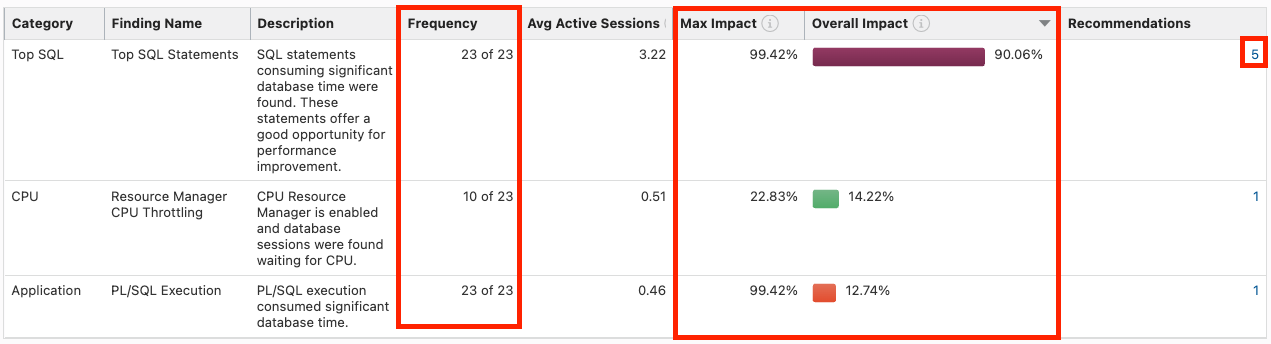 Category Finding Name Description Frequency Avg Active Sessions Max Impact Overall Impact Recommendations
Top SQL Top SQL Statements SQL statements 23 of 23 3.22 99.42% 90.06% 5
consuming significant
database time were
found. These
statements offer a
good opportunity for
performance
improvement.
CPU Resource Manager CPU Resource 10 of 23 0.51 22.83% 14.22% 1
CPU Throttling Manager is enabled
and database
sessions were found
waiting for CPU.
Application PL/SQL Execution PL/SQL execution 23 of 23 0.46 99.42% 12.74% 1
consumed significant
database time.